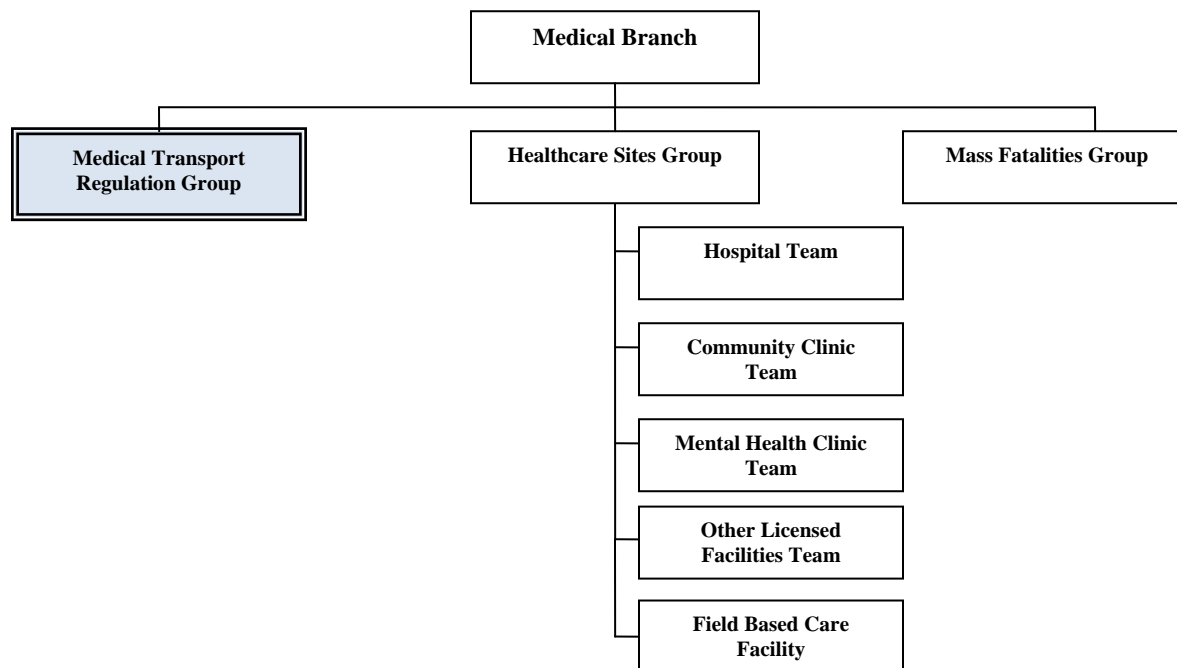 Medical Branch
Medical Transport
Regulation Group
Healthcare Sites Group
Mass Fatalities Group
Hospital Team
Community Clinic
Team
Mental Health Clinic
Team
Other Licensed
Facilities Team
Field Based Care
Facility